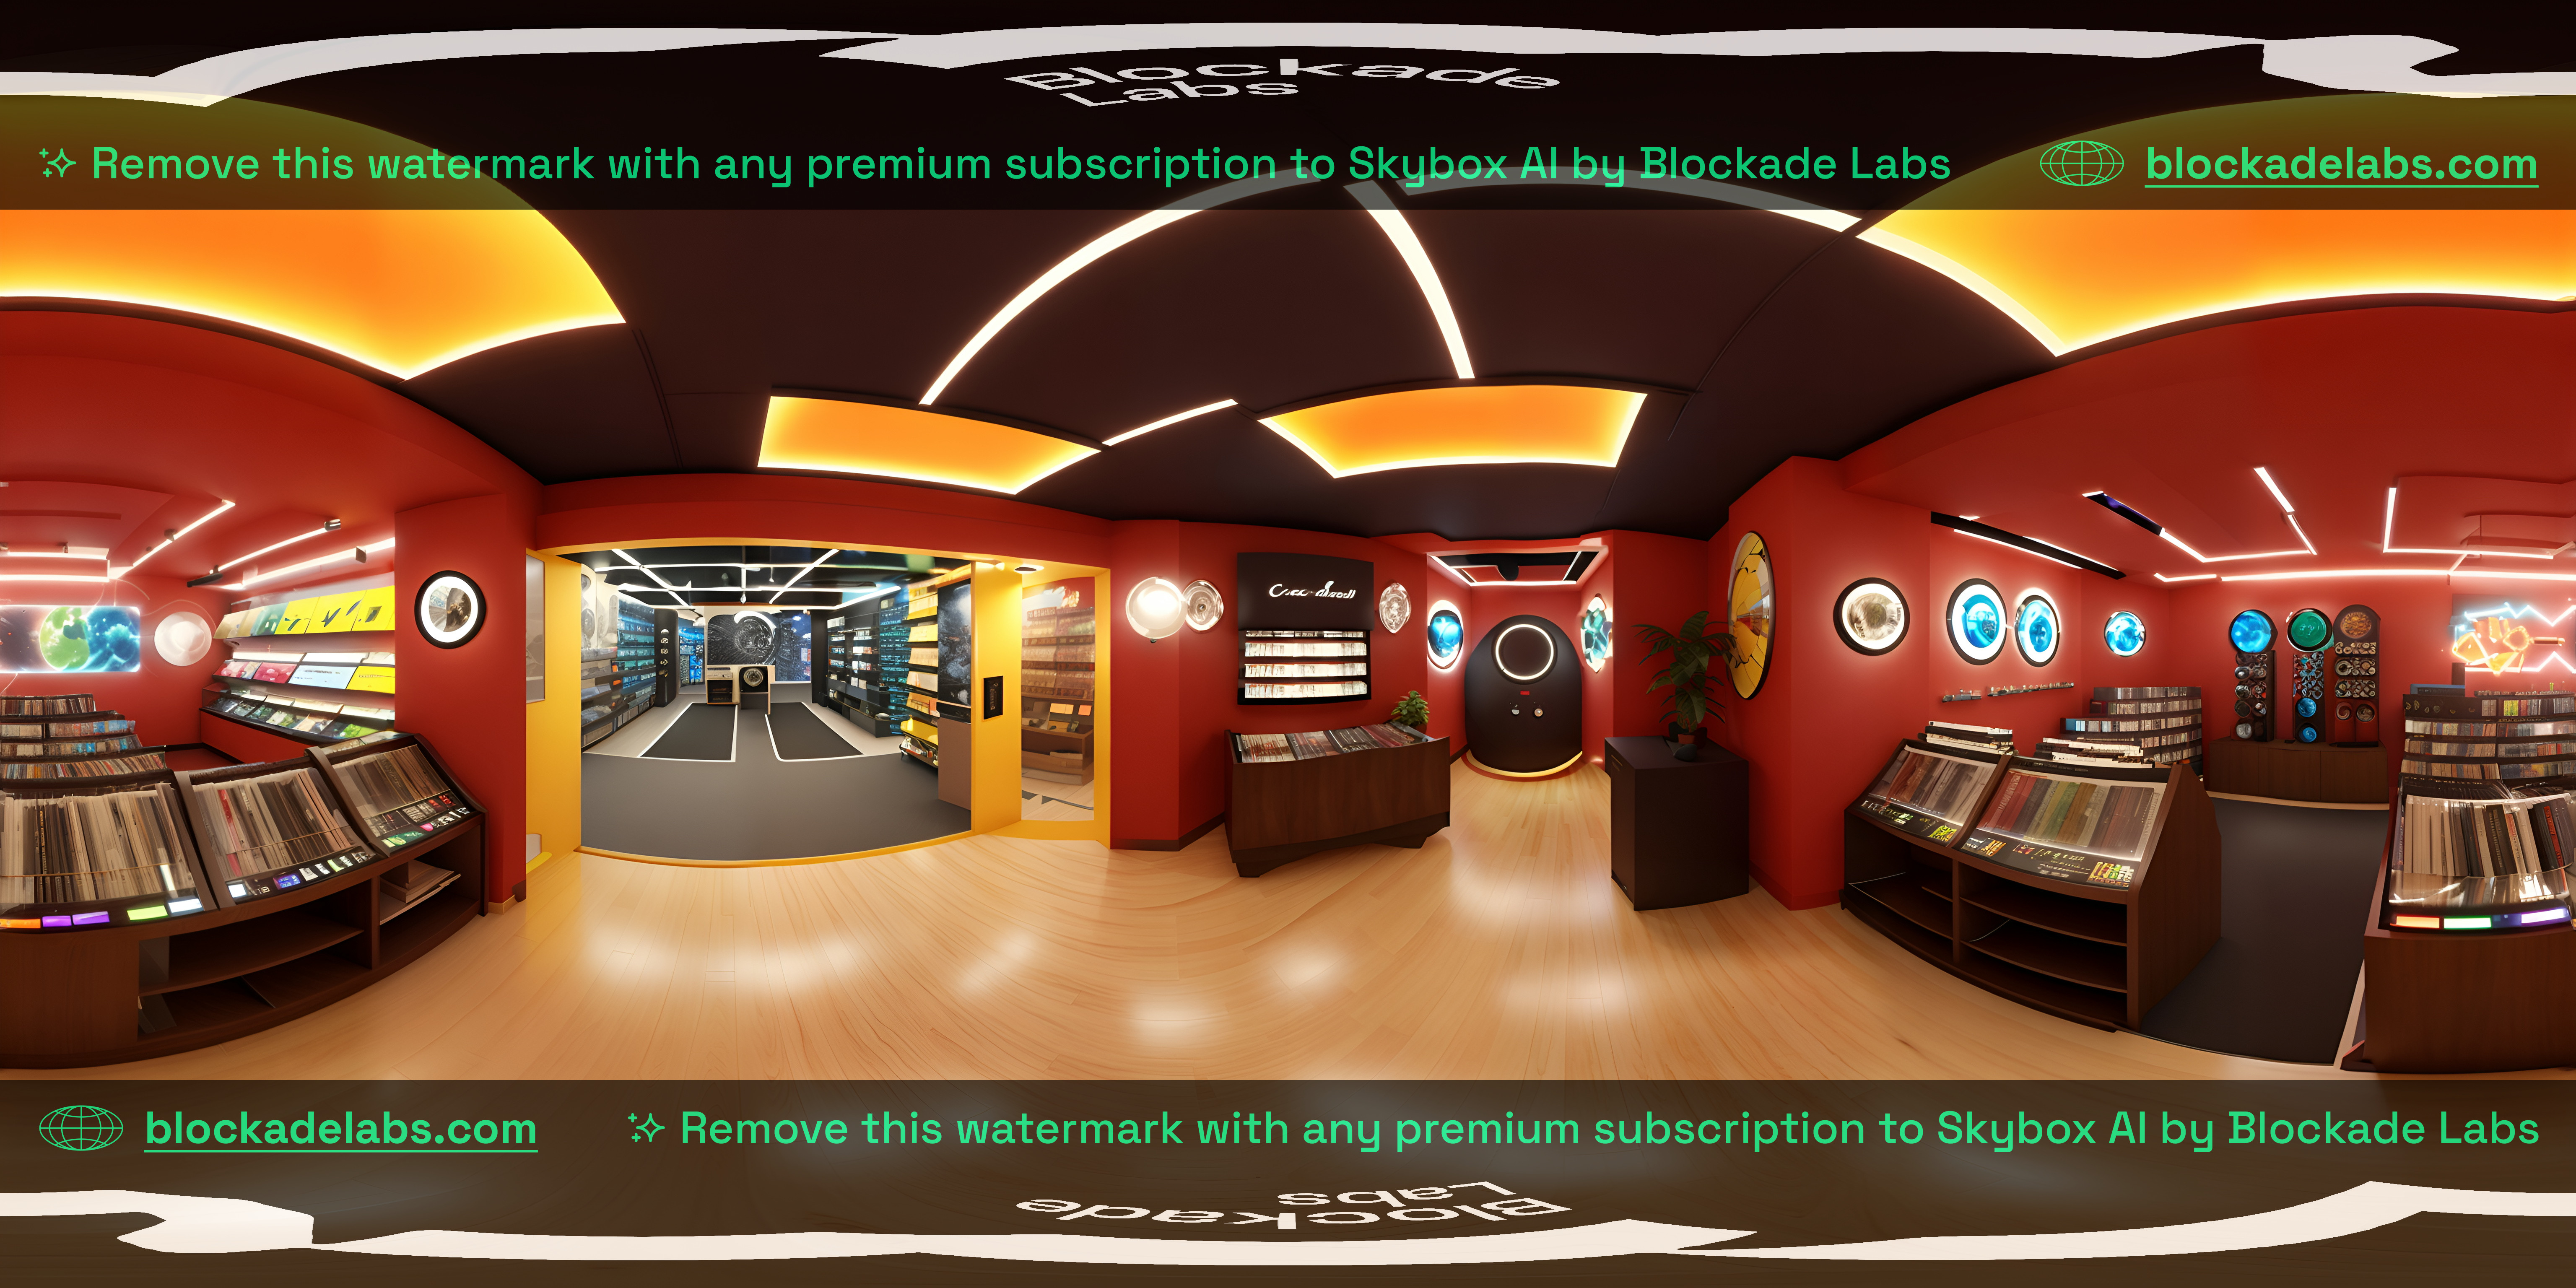 Blockade
Labs
Remove this watermark with any premium subscription to Skybox AI by Blockade Labs
blockadelabs.com
blockadelabs.com
Remove this watermark with any premium subscription to Skybox AI by Blockade Labs
Labs
Blockade